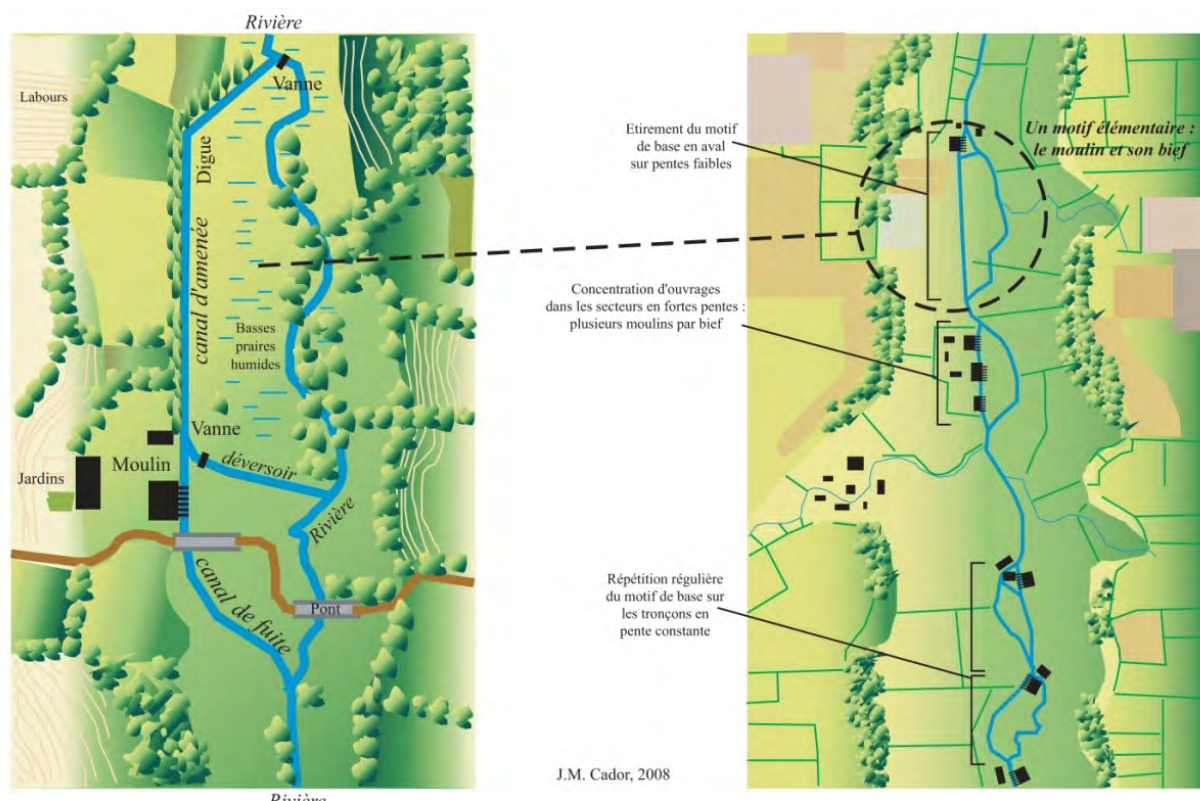 Rivière
Vanne
Labours
Digue
canal d'amenée
Basses
praires
humides
Vanne
déversoir
Moulin
Jardins
Rivière
canal de fuite
Pont
Rivière
Etirement du motif
de base en aval
sur pentes faibles
Un motif élémentaire :
le moulin et son bief
Concentration d'ouvrages
dans les secteurs en fortes pentes :
plusieurs moulins par bief
Répétition régulière
du motif de base sur
les tronçons en
pente constante
J.M. Cador, 2008